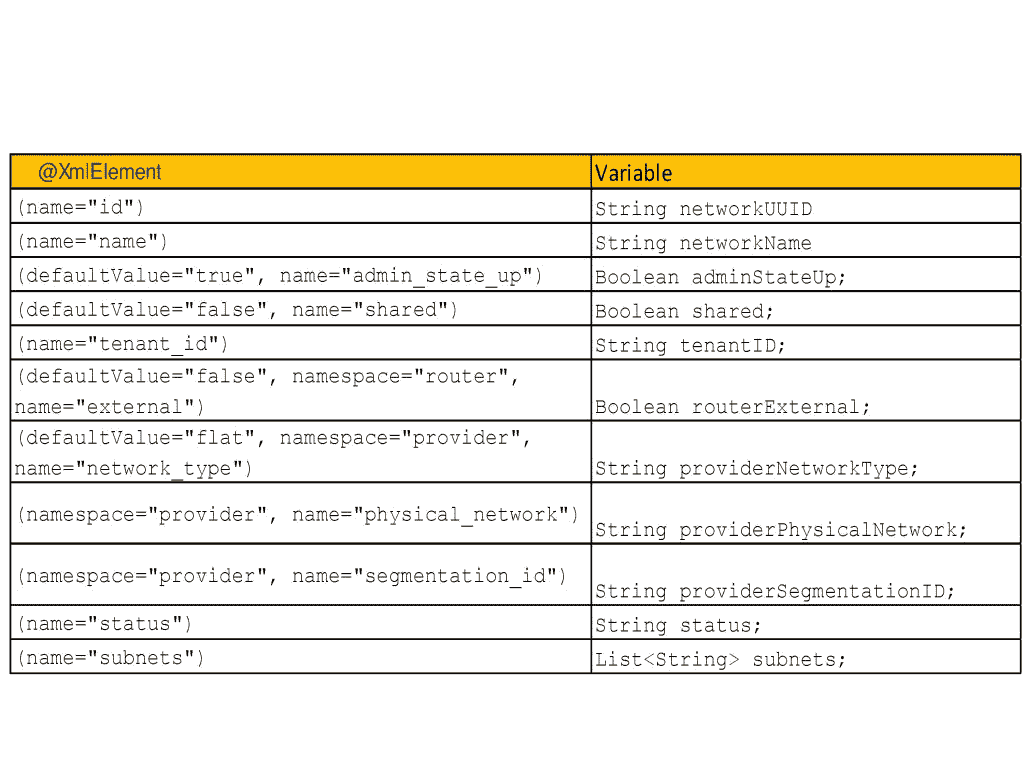 @XmlElement Variable
(name="id") String networkUUID
(name="name") String networkName
(defaultValue="true", name="admin_state_up") Boolean adminStateUp;
(defaultValue="false", name="shared") Boolean shared;
(name="tenant_id") String tenantID;
(defaultValue="false", namespace="router",
name="external") Boolean routerExternal;
(defaultValue="flat", namespace="provider",
name="network_type") String providerNetworkType;
(namespace="provider", name="physical_network")
String providerPhysicalNetwork;
(namespace="provider", name="segmentation_id")
String providerSegmentationID;
(name="status") String status;
(name="subnets") List<String> subnets;